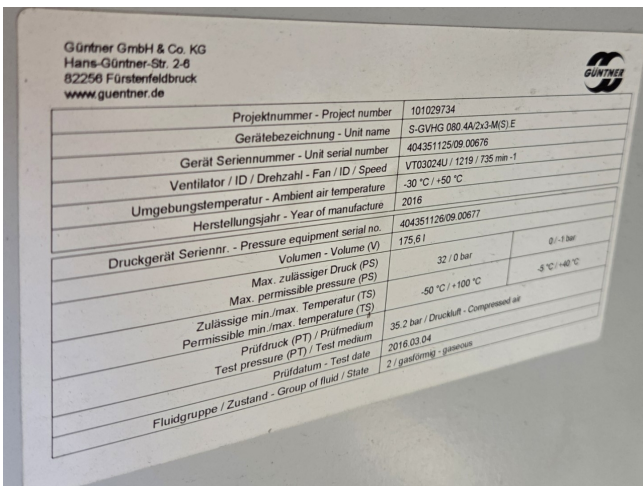 Güntner GmbH & Co. KG
Hans-Güntner-Str. 2-6
82256 Fürstenfeldbruck
www.guentner.de
GÜNTNER
Projektnummer - Project number 101029734
Gerätebezeichnung - Unit name S-GVHG 080.4A/2x3-M(S).E
Gerät Seriennummer - Unit serial number 404351125/09.00676
Ventilator / ID / Drehzahl - Fan / ID / Speed VT03024U / 1219 / 735 min -1
Umgebungstemperatur - Ambient air temperature -30 °C / +50 °C
Herstellungsjahr - Year of manufacture 2016
Druckgerät Seriennr. - Pressure equipment serial no. 404351126/09.00677
Volumen - Volume (V) 175,6 l
Max. zulässiger Druck (PS)
Max. permissible pressure (PS) 32 / 0 bar 0 / -1 bar
Zulässige min./max. Temperatur (TS)
Permissible min./max. temperature (TS) -50 °C / +100 °C -5 °C / +40 °C
Prüfdruck (PT) / Prüfmedium
Test pressure (PT) / Test medium 35.2 bar / Druckluft - Compressed air
Prüfdatum - Test date 2016.03.04
Fluidgruppe / Zustand - Group of fluid / State 2 / gasförmig - gaseous